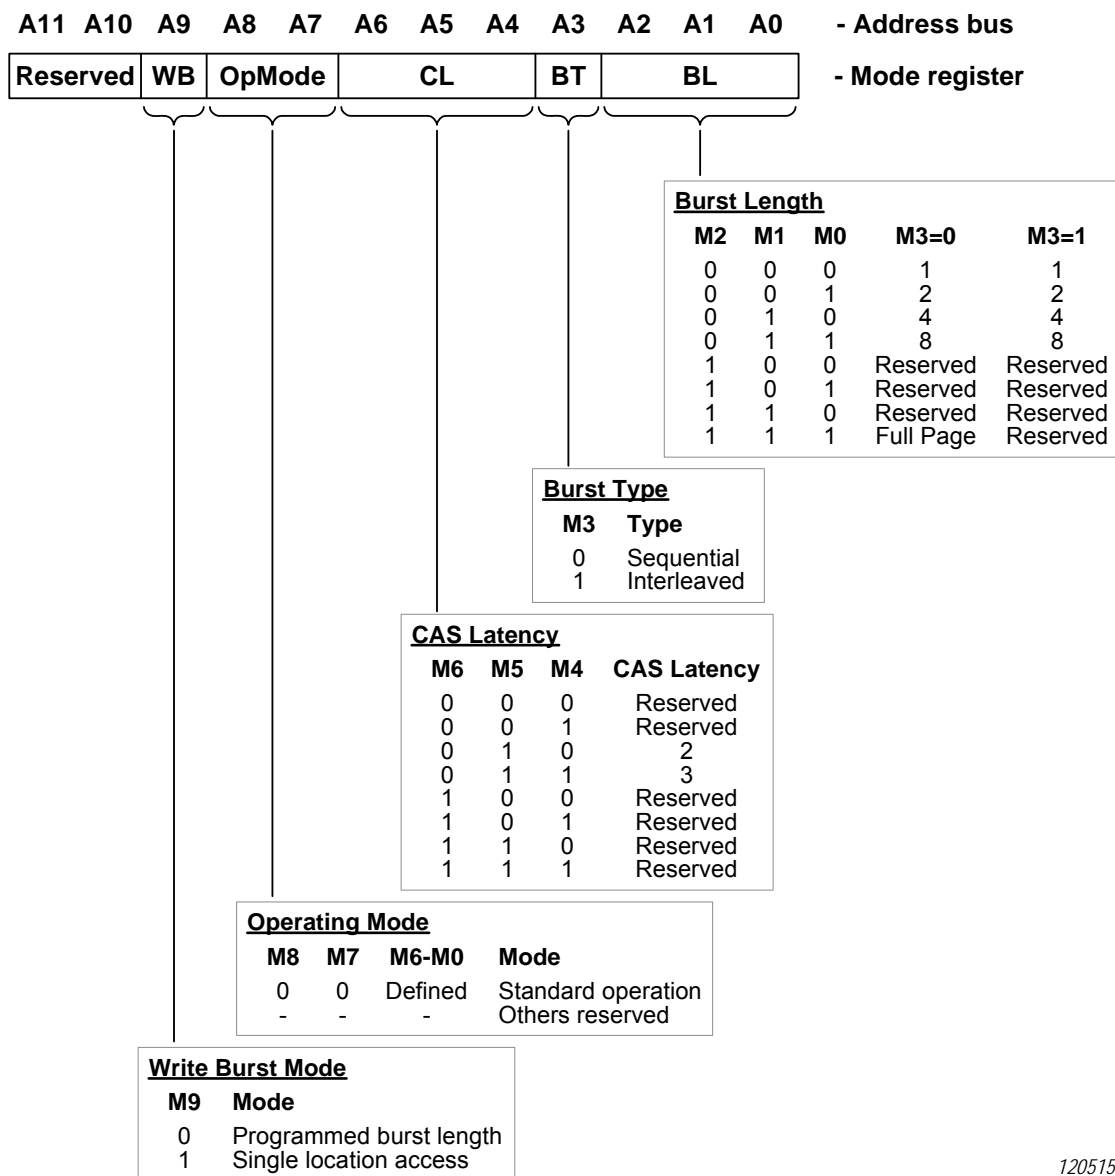 A11 A10 A9 A8 A7 A6 A5 A4 A3 A2 A1 A0 - Address bus
Reserved WB OpMode CL BT BL - Mode register
Burst Length
M2 M1 M0 M3=0 M3=1
0 0 0 1 1
0 0 1 2 2
0 1 0 4 4
0 1 1 8 8
1 0 0 Reserved Reserved
1 0 1 Reserved Reserved
1 1 0 Reserved Reserved
1 1 1 Full Page Reserved
Burst Type
M3 Type
0 Sequential
1 Interleaved
CAS Latency
M6 M5 M4 CAS Latency
0 0 0 Reserved
0 0 1 Reserved
0 1 0 2
0 1 1 3
1 0 0 Reserved
1 0 1 Reserved
1 1 0 Reserved
1 1 1 Reserved
Operating Mode
M8 M7 M6-M0 Mode
0 0 Defined Standard operation
- - - Others reserved
Write Burst Mode
M9 Mode
0 Programmed burst length
1 Single location access
120515